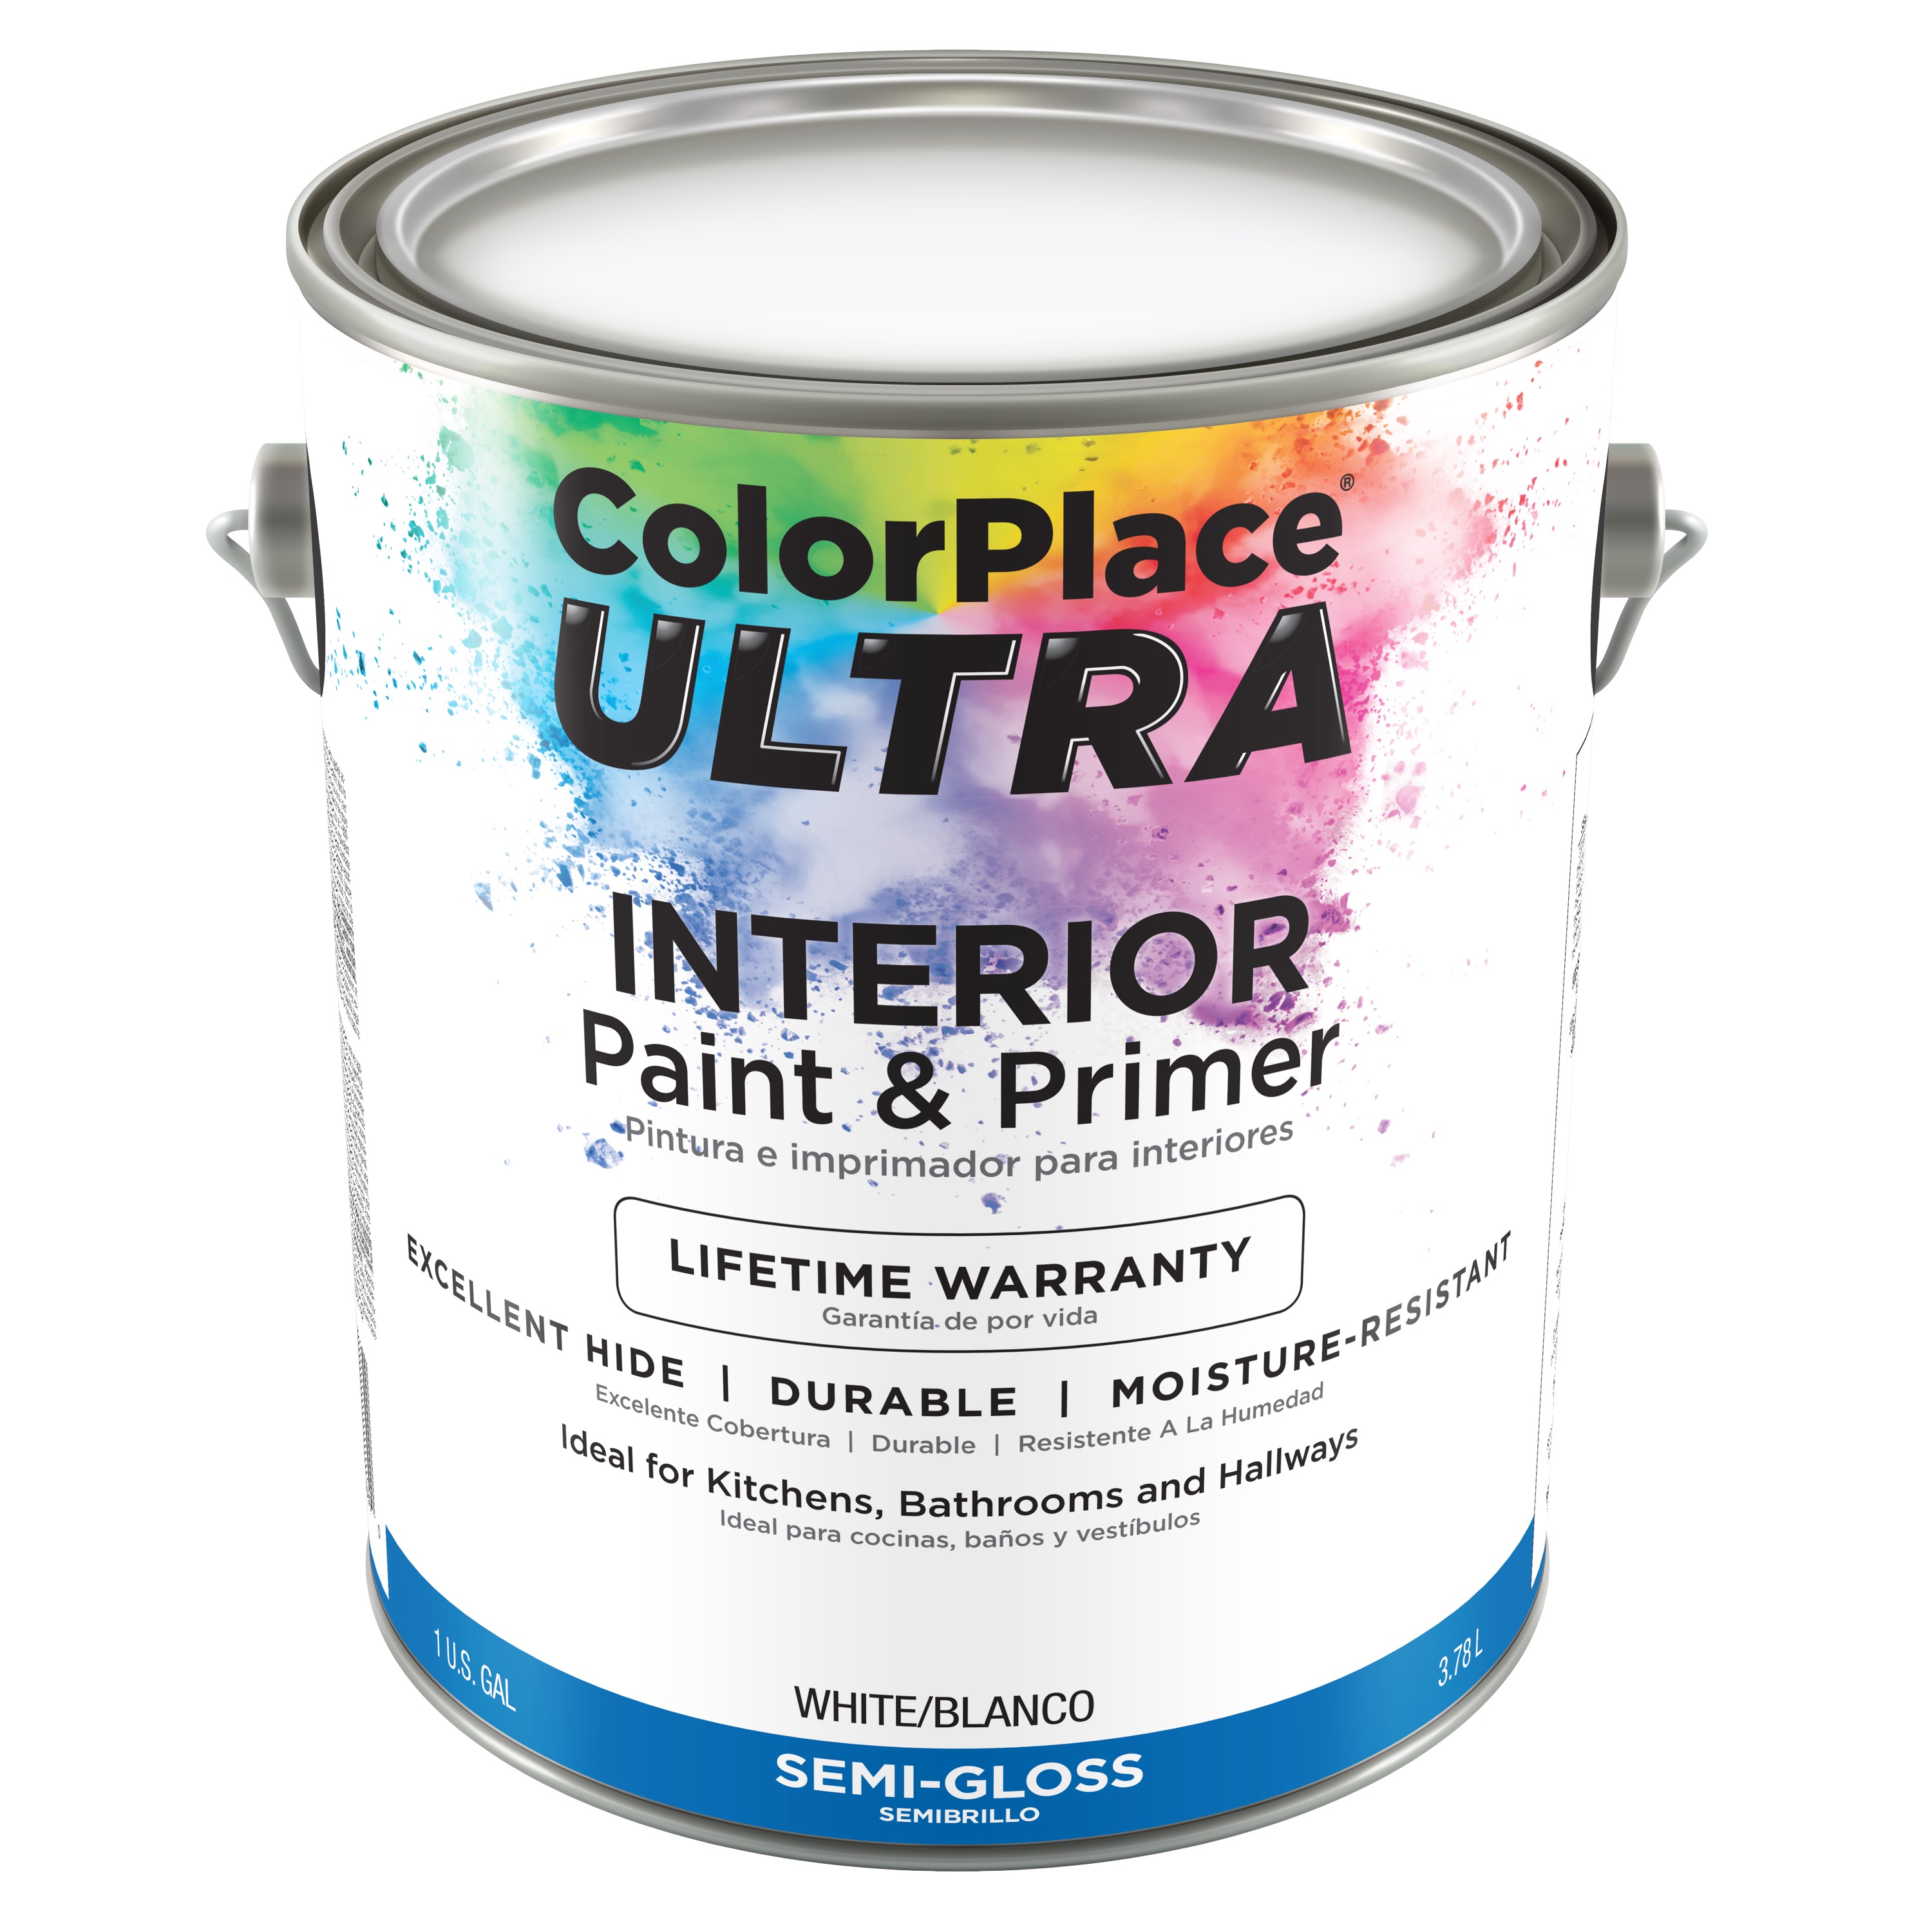 ColorPlace®
ULTRA
INTERIOR
Paint & Primer
Pintura e imprimador para interiores
LIFETIME WARRANTY
Garantía de por vida
EXCELLENT HIDE | DURABLE | MOISTURE-RESISTANT
Excelente Cobertura | Durable | Resistente A La Humedad
Ideal for Kitchens, Bathrooms and Hallways
Ideal para cocinas, baños y vestíbulos
WHITE/BLANCO
1 U.S. GAL
3.78 L
SEMI-GLOSS
SEMIBRILLO